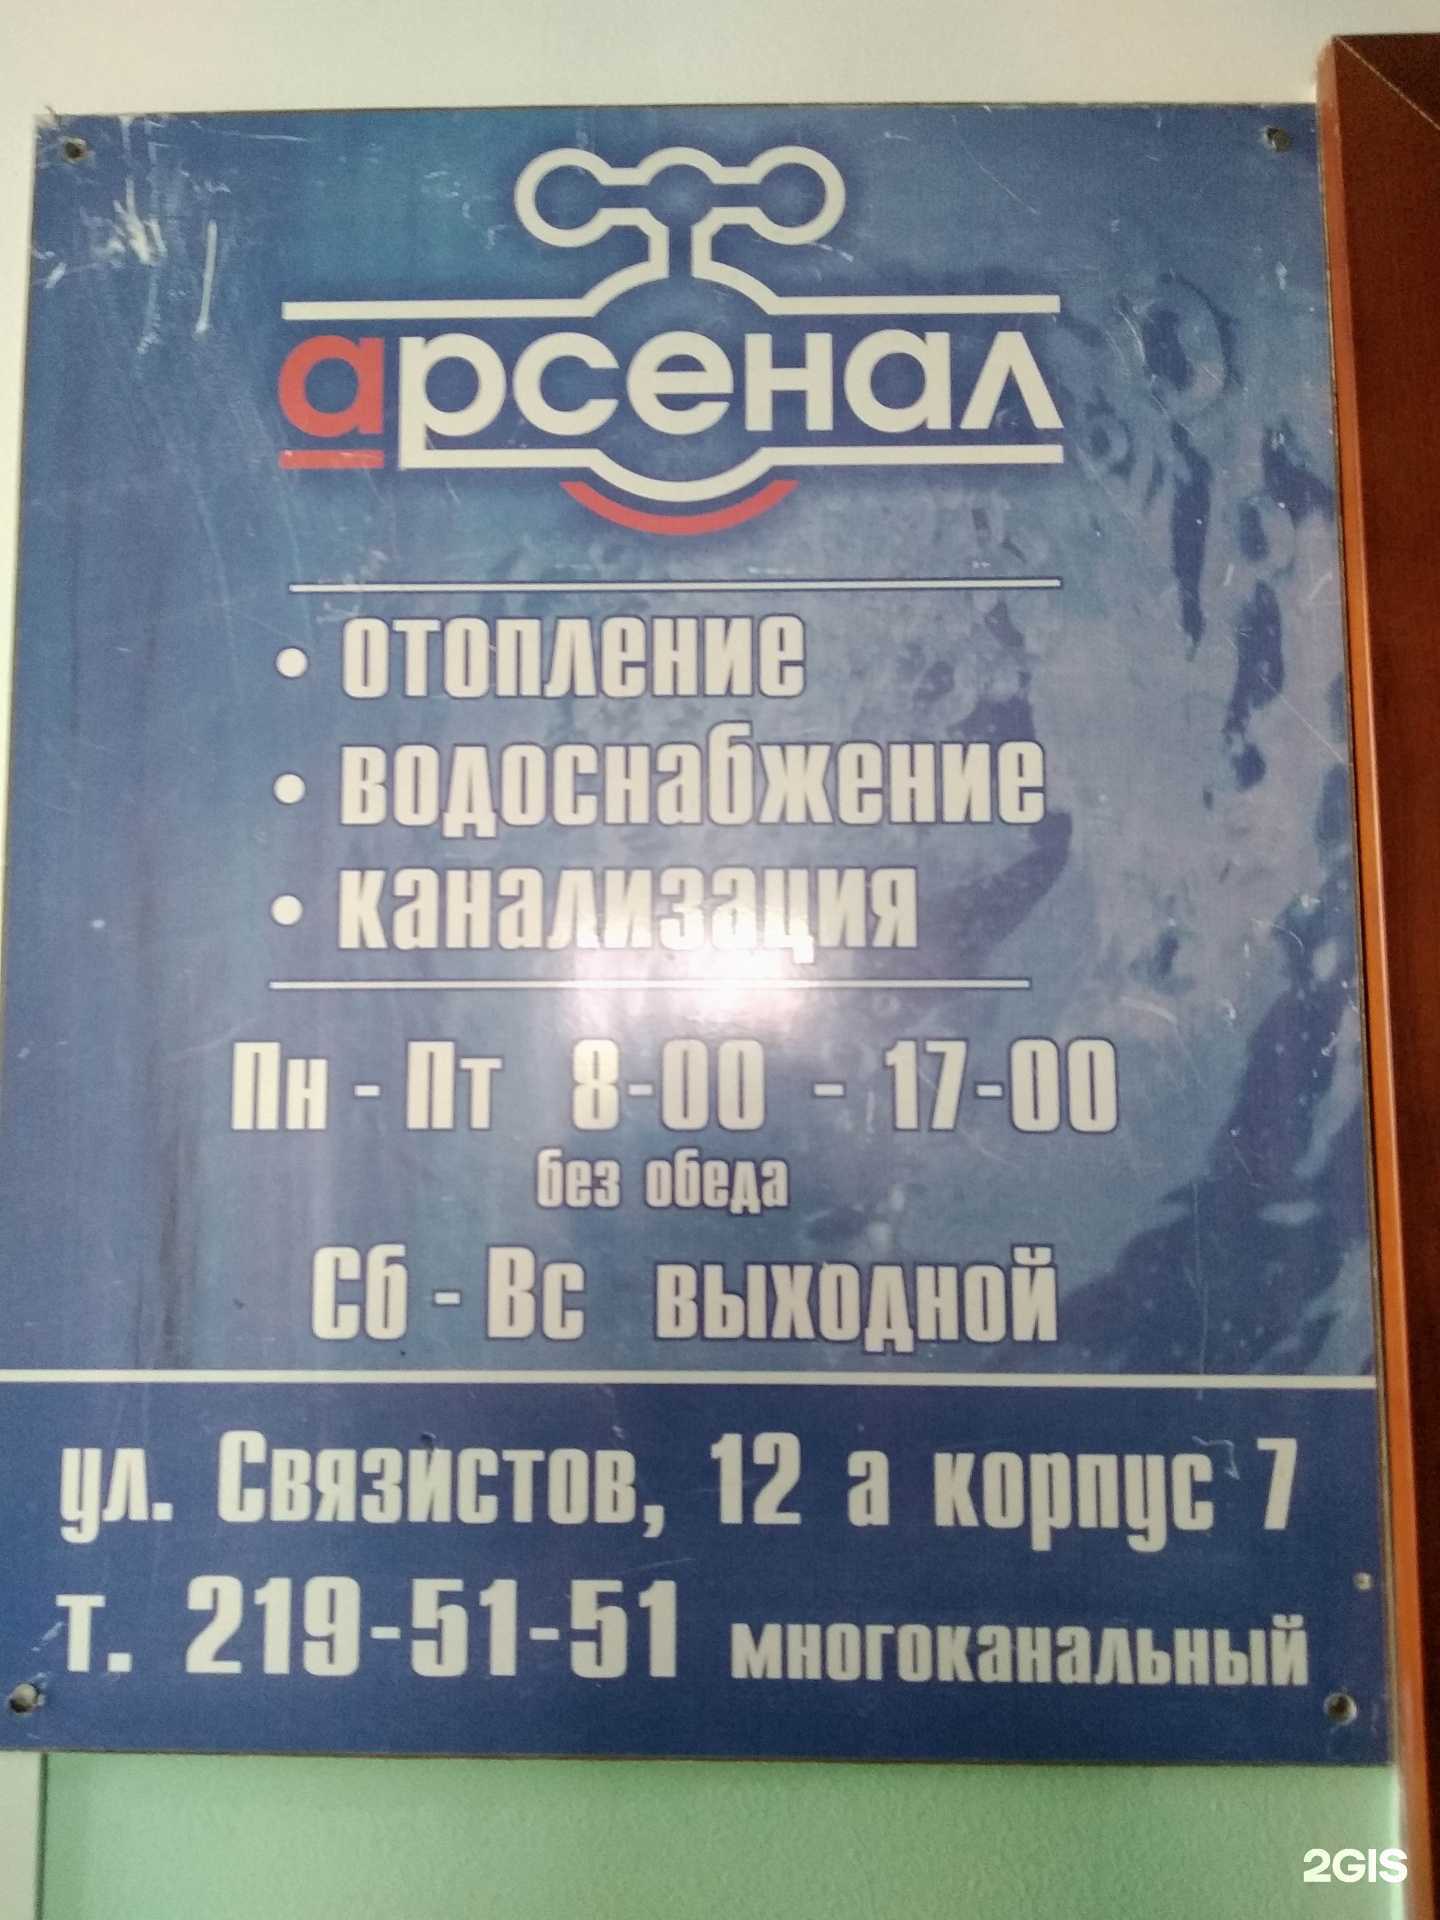 арсенал
• отопление
• водоснабжение
• канализация
Пн - Пт 8-00 - 17-00
без обеда
Сб - Вс выходной
ул. Связистов, 12 а корпус 7
т. 219-51-51 многоканальный
2GIS